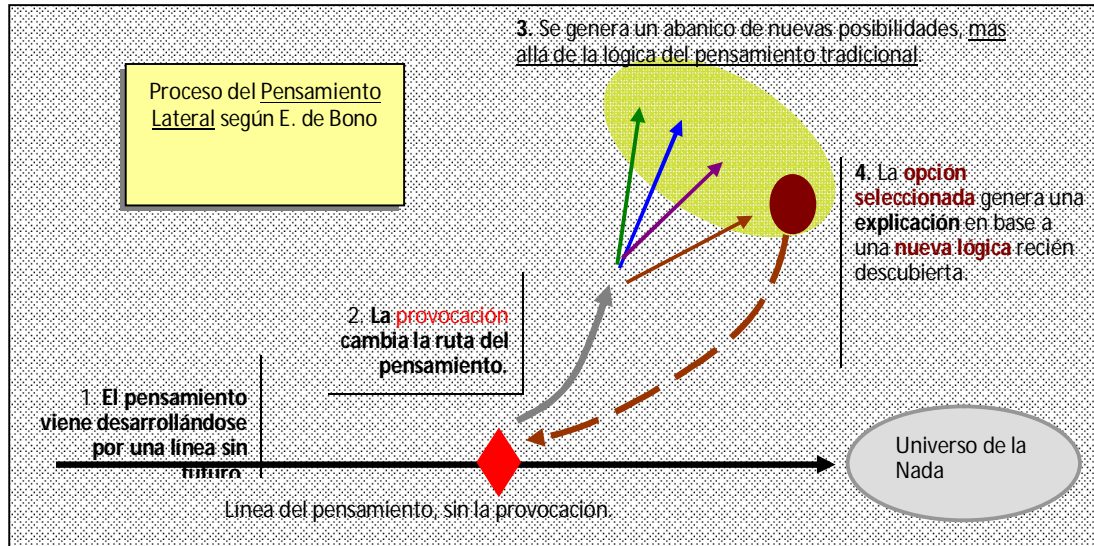 3. Se genera un abanico de nuevas posibilidades, más
allá de la lógica del pensamiento tradicional.
Proceso del Pensamiento
Lateral según E. de Bono
4. La opción
seleccionada genera una
explicación en base a
una nueva lógica recién
descubierta.
2. La provocación
cambia la ruta del
pensamiento.
1. El pensamiento
viene desarrollándose
por una línea sin
futuro.
Universo de la
Nada
Línea del pensamiento, sin la provocación.